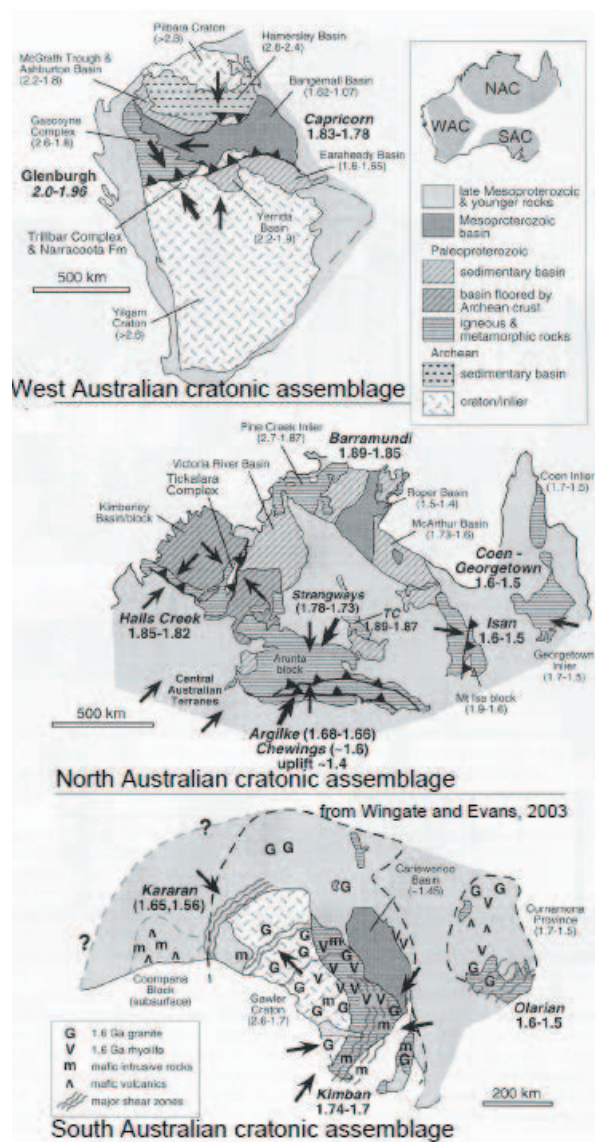 Pilbara Craton
(>2.8)
Hamersley Basin
(2.8-2.4)
McGrath Trough &
Ashburton Basin
(2.2-1.8)
Bangemall Basin
(1.62-1.07)
Gascoyne
Complex
(2.6-1.8)
Capricorn
1.83-1.78
Glenburgh
2.0-1.96
Earaheedy Basin
(1.8-1.65)
Yerrida
Basin
(2.2-1.9)
Trillbar Complex
& Narracoota Fm
500 km
Yilgarn
Craton
(>2.6)
West Australian cratonic assemblage
NAC
WAC
SAC
late Mesoproterozoic
& younger rocks
Mesoproterozoic
basin
Paleoproterozoic
sedimentary basin
basin floored by
Archean crust
igneous &
metamorphic rocks
Archean
sedimentary basin
craton/inlier
Pine Creek Inlier
(2.7-1.87)
Barramundi
1.89-1.85
Victoria River Basin
Tickalara
Complex
Kimberley
Basin/block
Roper Basin
(1.5-1.4)
McArthur Basin
(1.73-1.6)
Coen Inlier
(1.7-1.5)
Coen -
Georgetown
1.6-1.5
Strangways
(1.78-1.73)
TC
1.89-1.87
Halls Creek
1.85-1.82
Isan
1.6-1.5
Arunta
block
Georgetown
Inlier
(1.7-1.5)
Central
Australian
Terranes
Mt Isa block
(1.9-1.6)
500 km
Argilke (1.68-1.66)
Chewings (~1.6)
uplift ~1.4
North Australian cratonic assemblage
from Wingate and Evans, 2003
?
G G
Cariewerloo
Basin
(~1.45)
Kararan
(1.65,1.56)
Curnamona
Province
(1.7-1.5)
?
Coompana
Block
(subsurface)
Gawler
Craton
(2.6-1.7)
Olarian
1.6-1.5
G 1.6 Ga granite
V 1.6 Ga rhyolite
m mafic intrusive rocks
ʌ mafic volcanics
major shear zones
Kimban
1.74-1.7
200 km
South Australian cratonic assemblage